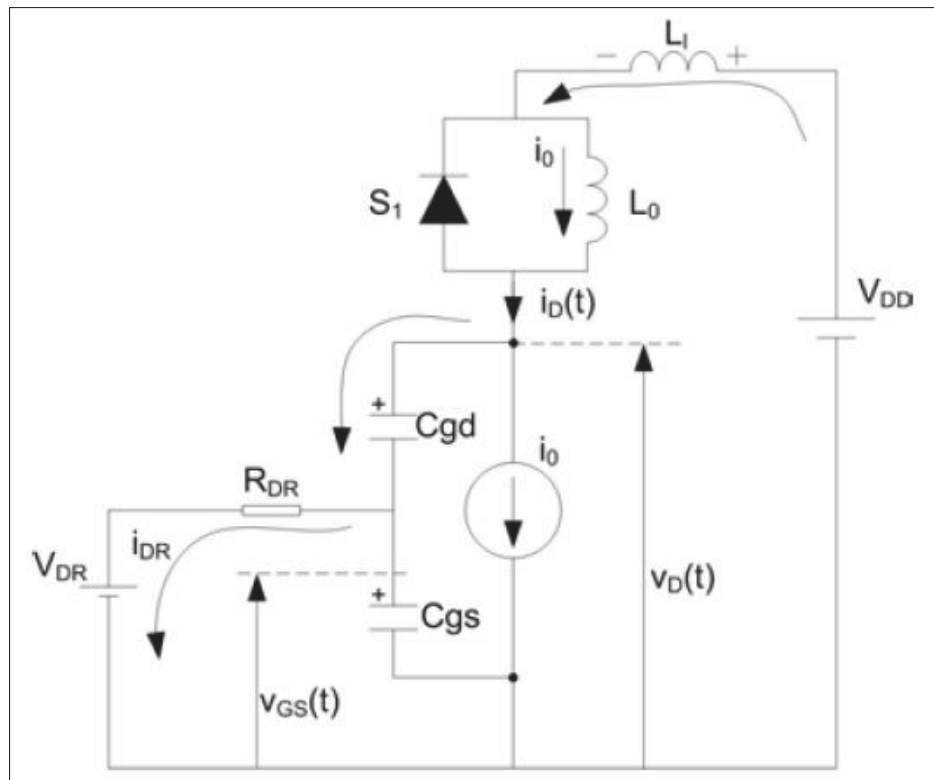 L₁
− +
i₀
S₁
L₀
V_DD
i_D(t)
+
Cgd
R_DR
i₀
i_DR
V_DR
v_D(t)
+
Cgs
v_GS(t)